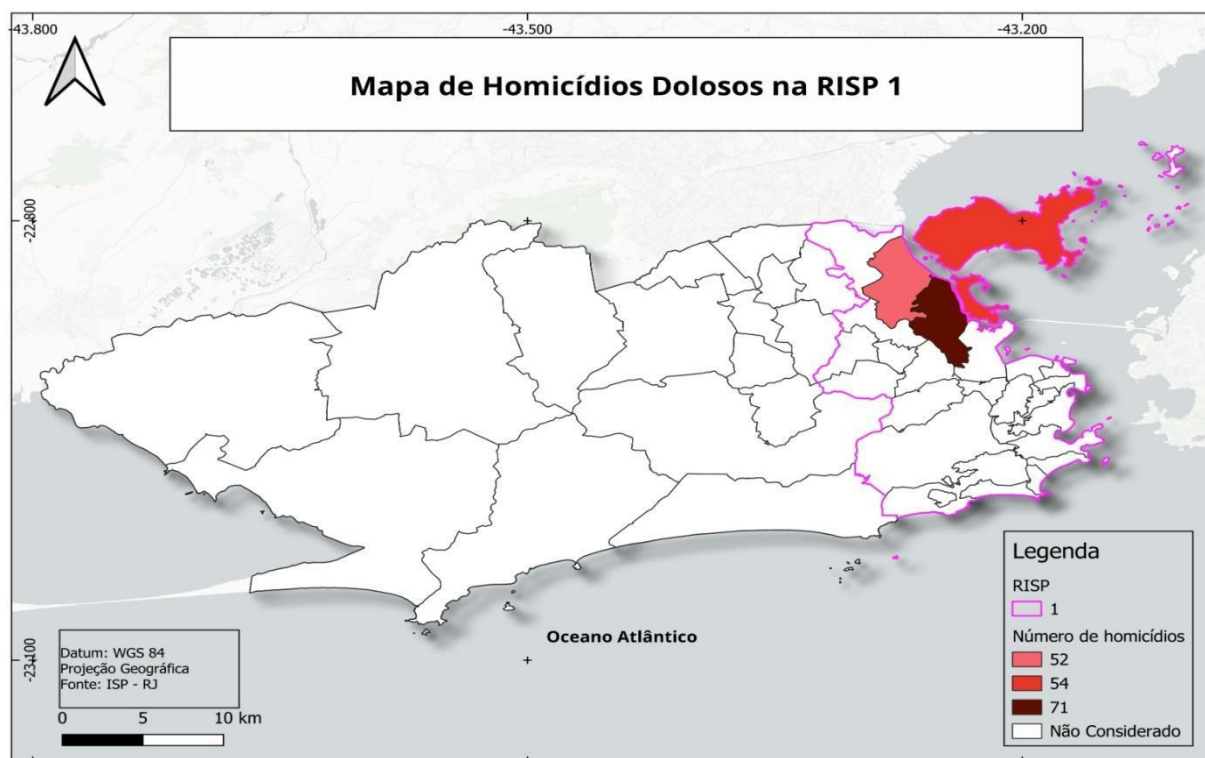 -43.800 -43.500 -43.200
Mapa de Homicídios Dolosos na RISP 1
-22.800
-23.100
Oceano Atlântico
Datum: WGS 84
Projeção Geográfica
Fonte: ISP - RJ
0 5 10 km
Legenda
RISP
1
Número de homicídios
52
54
71
Não Considerado